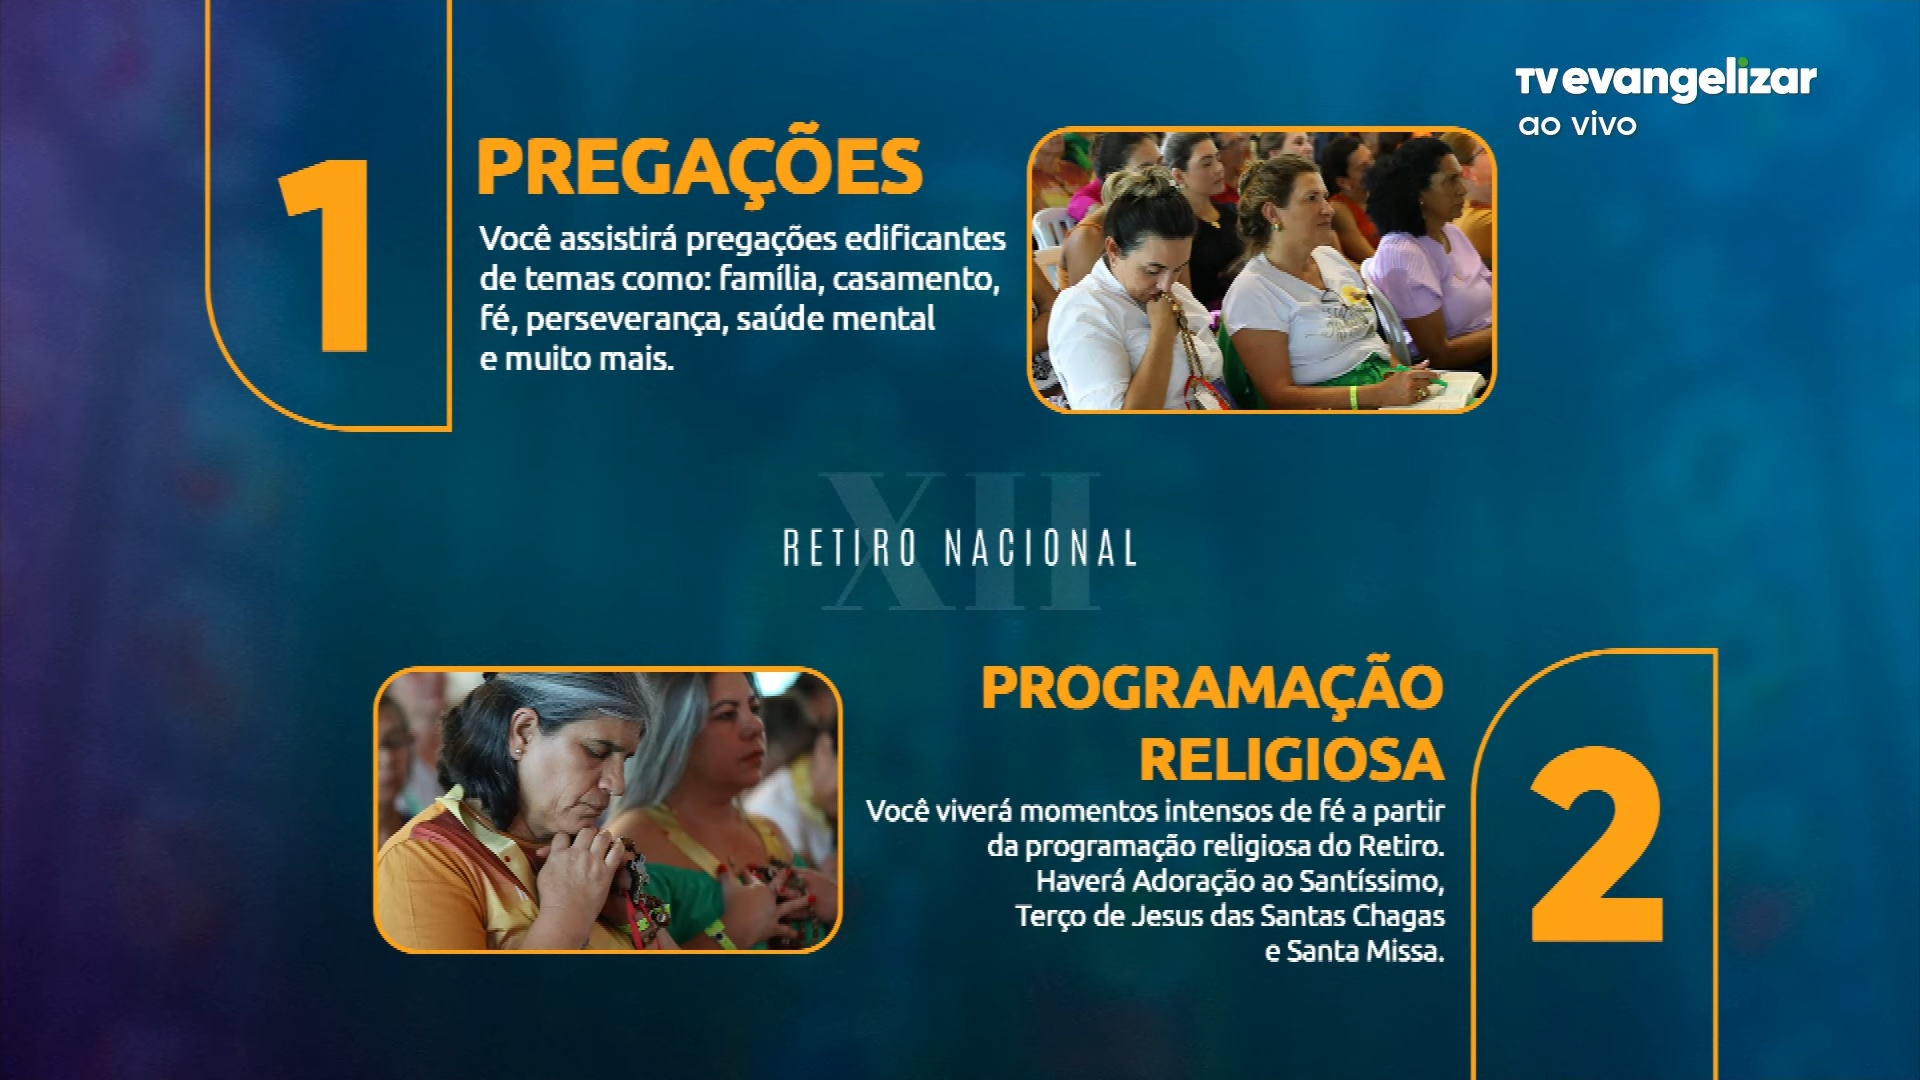 TV evangelizar
ao vivo
1
PREGAÇÕES
Você assistirá pregações edificantes
de temas como: família, casamento,
fé, perseverança, saúde mental
e muito mais.
XII
RETIRO NACIONAL
PROGRAMAÇÃO
RELIGIOSA
2
Você viverá momentos intensos de fé a partir
da programação religiosa do Retiro.
Haverá Adoração ao Santíssimo,
Terço de Jesus das Santas Chagas
e Santa Missa.